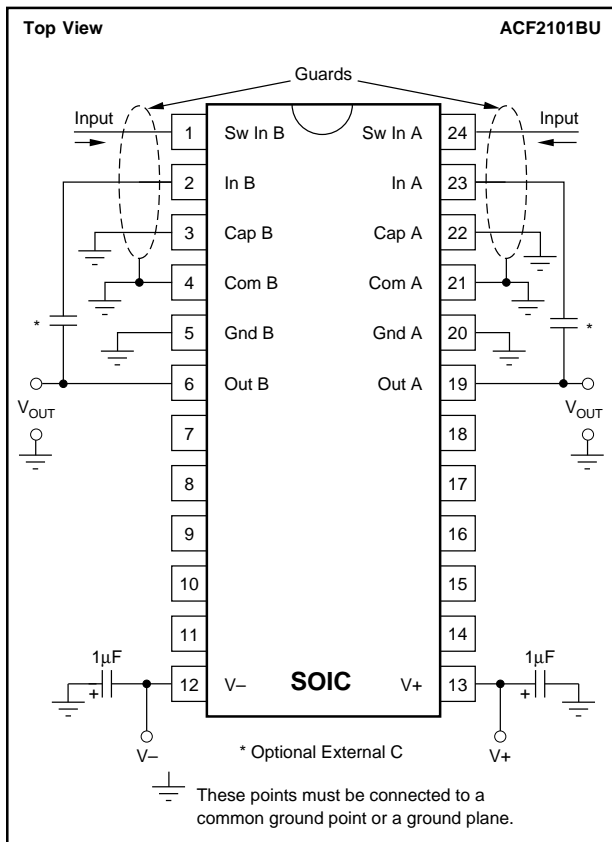 Top View ACF2101BU
Guards
Input Input
1 Sw In B Sw In A 24
2 In B In A 23
3 Cap B Cap A 22
4 Com B Com A 21
* 5 Gnd B Gnd A 20 *
6 Out B Out A 19
VOUT VOUT
7 18
8 17
9 16
10 15
11 14
1µF 1µF
– + 12 V– SOIC V+ 13 +
V– * Optional External C V+
These points must be connected to a
common ground point or a ground plane.